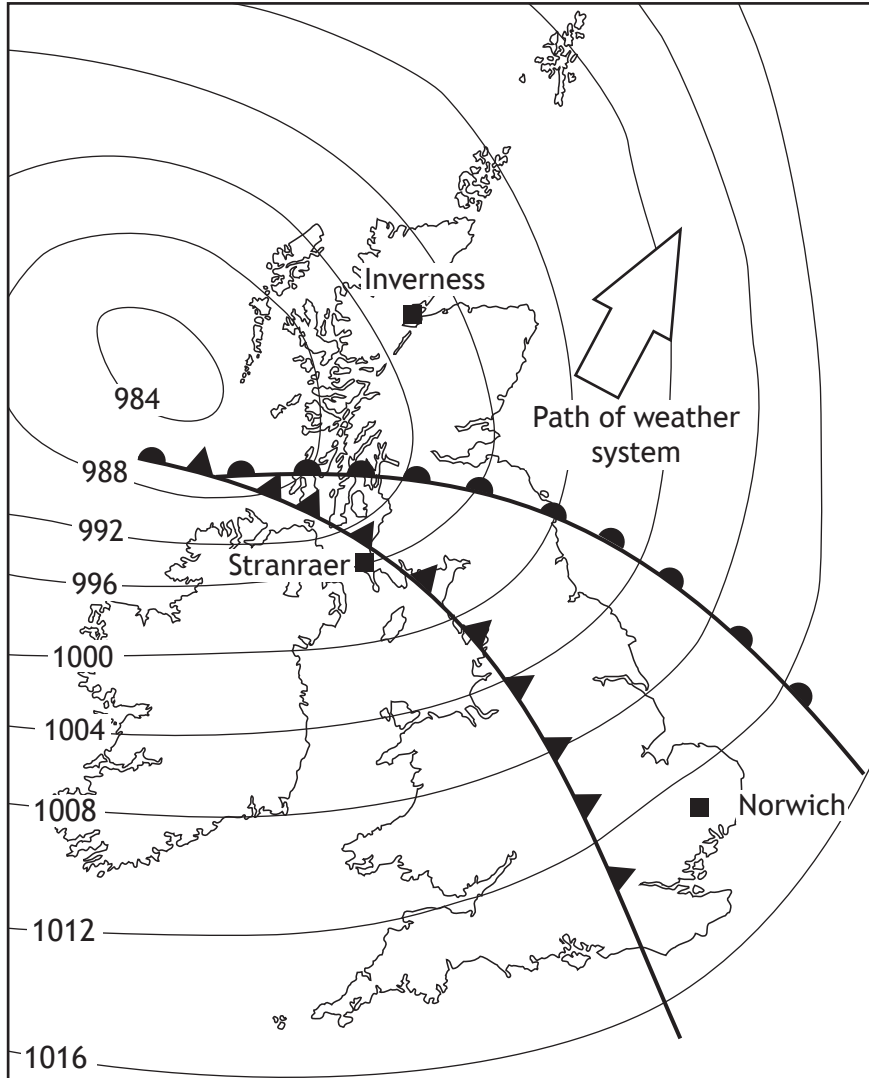 Inverness
984
Path of weather
system
988
992
Stranraer
996
1000
1004
1008
Norwich
1012
1016